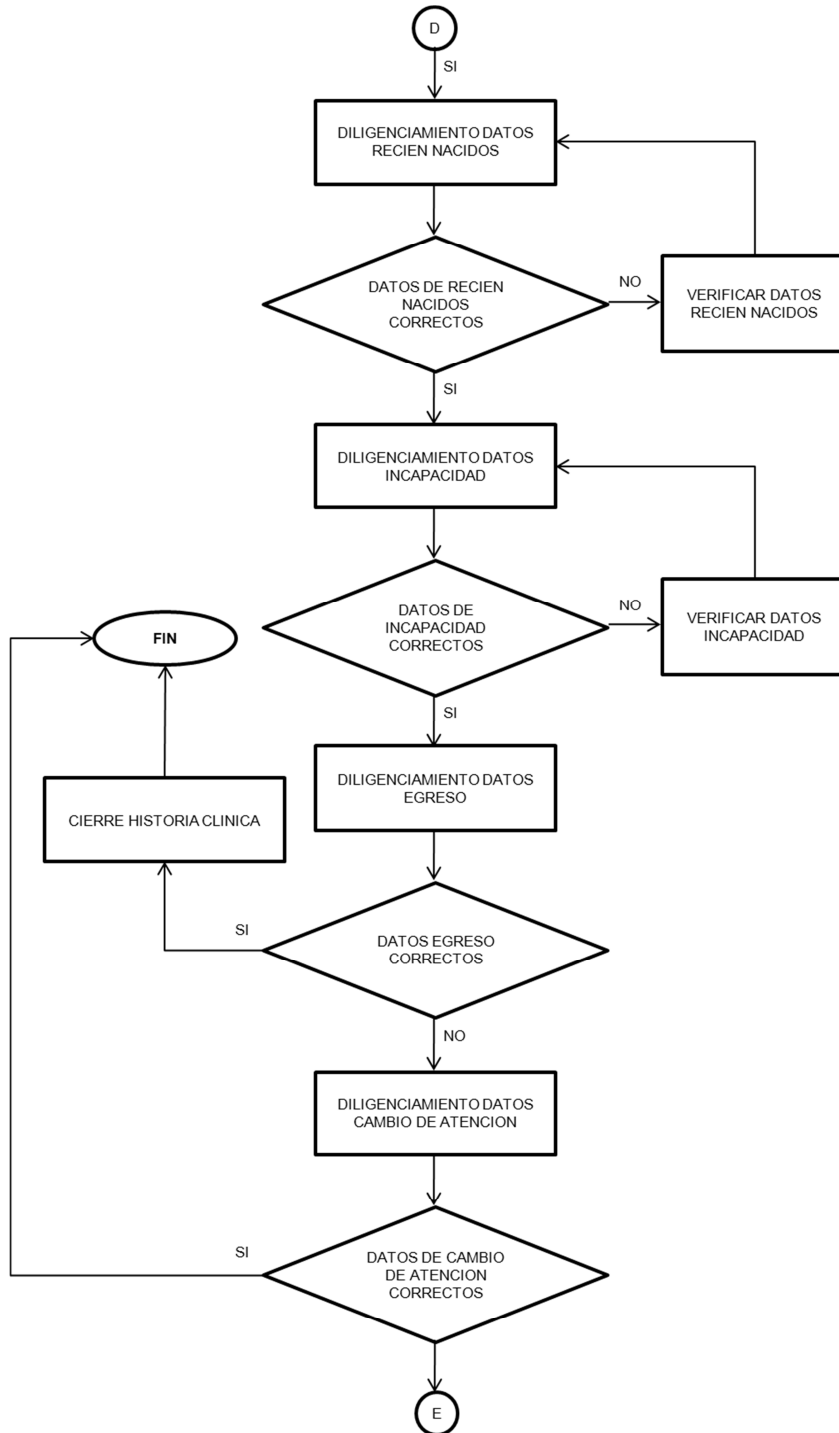 D
SI
DILIGENCIAMIENTO DATOS
RECIEN NACIDOS
DATOS DE RECIEN
NACIDOS
CORRECTOS
NO
VERIFICAR DATOS
RECIEN NACIDOS
SI
DILIGENCIAMIENTO DATOS
INCAPACIDAD
DATOS DE
INCAPACIDAD
CORRECTOS
NO
VERIFICAR DATOS
INCAPACIDAD
FIN
SI
DILIGENCIAMIENTO DATOS
EGRESO
CIERRE HISTORIA CLINICA
SI
DATOS EGRESO
CORRECTOS
NO
DILIGENCIAMIENTO DATOS
CAMBIO DE ATENCION
SI
DATOS DE CAMBIO
DE ATENCION
CORRECTOS
E